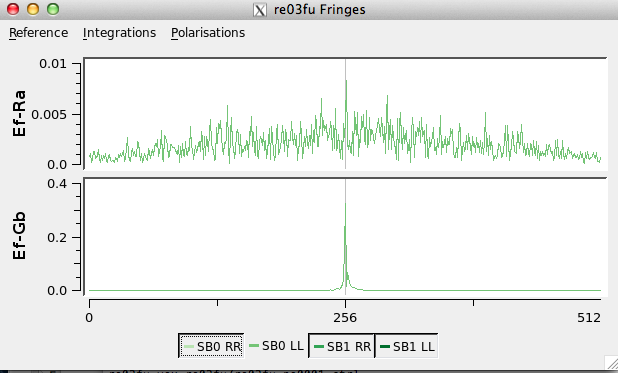 re03fu Fringes
Reference Integrations Polarisations
Ef-Ra
0.01
0.005
0.0
Ef-Gb
0.4
0.2
0.0
0 256 512
SB0 RR SB0 LL SB1 RR SB1 LL